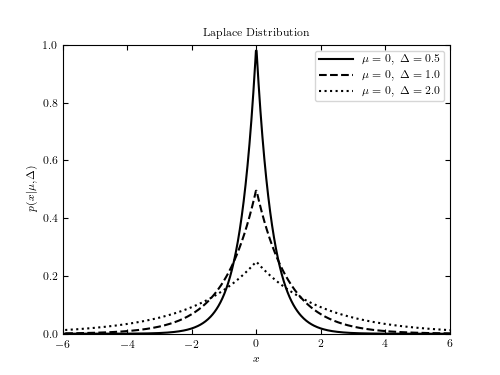 Laplace Distribution
p(x|μ, Δ)
1.0
0.8
0.6
0.4
0.2
0.0
μ = 0, Δ = 0.5
μ = 0, Δ = 1.0
μ = 0, Δ = 2.0
−6 −4 −2 0 2 4 6
x